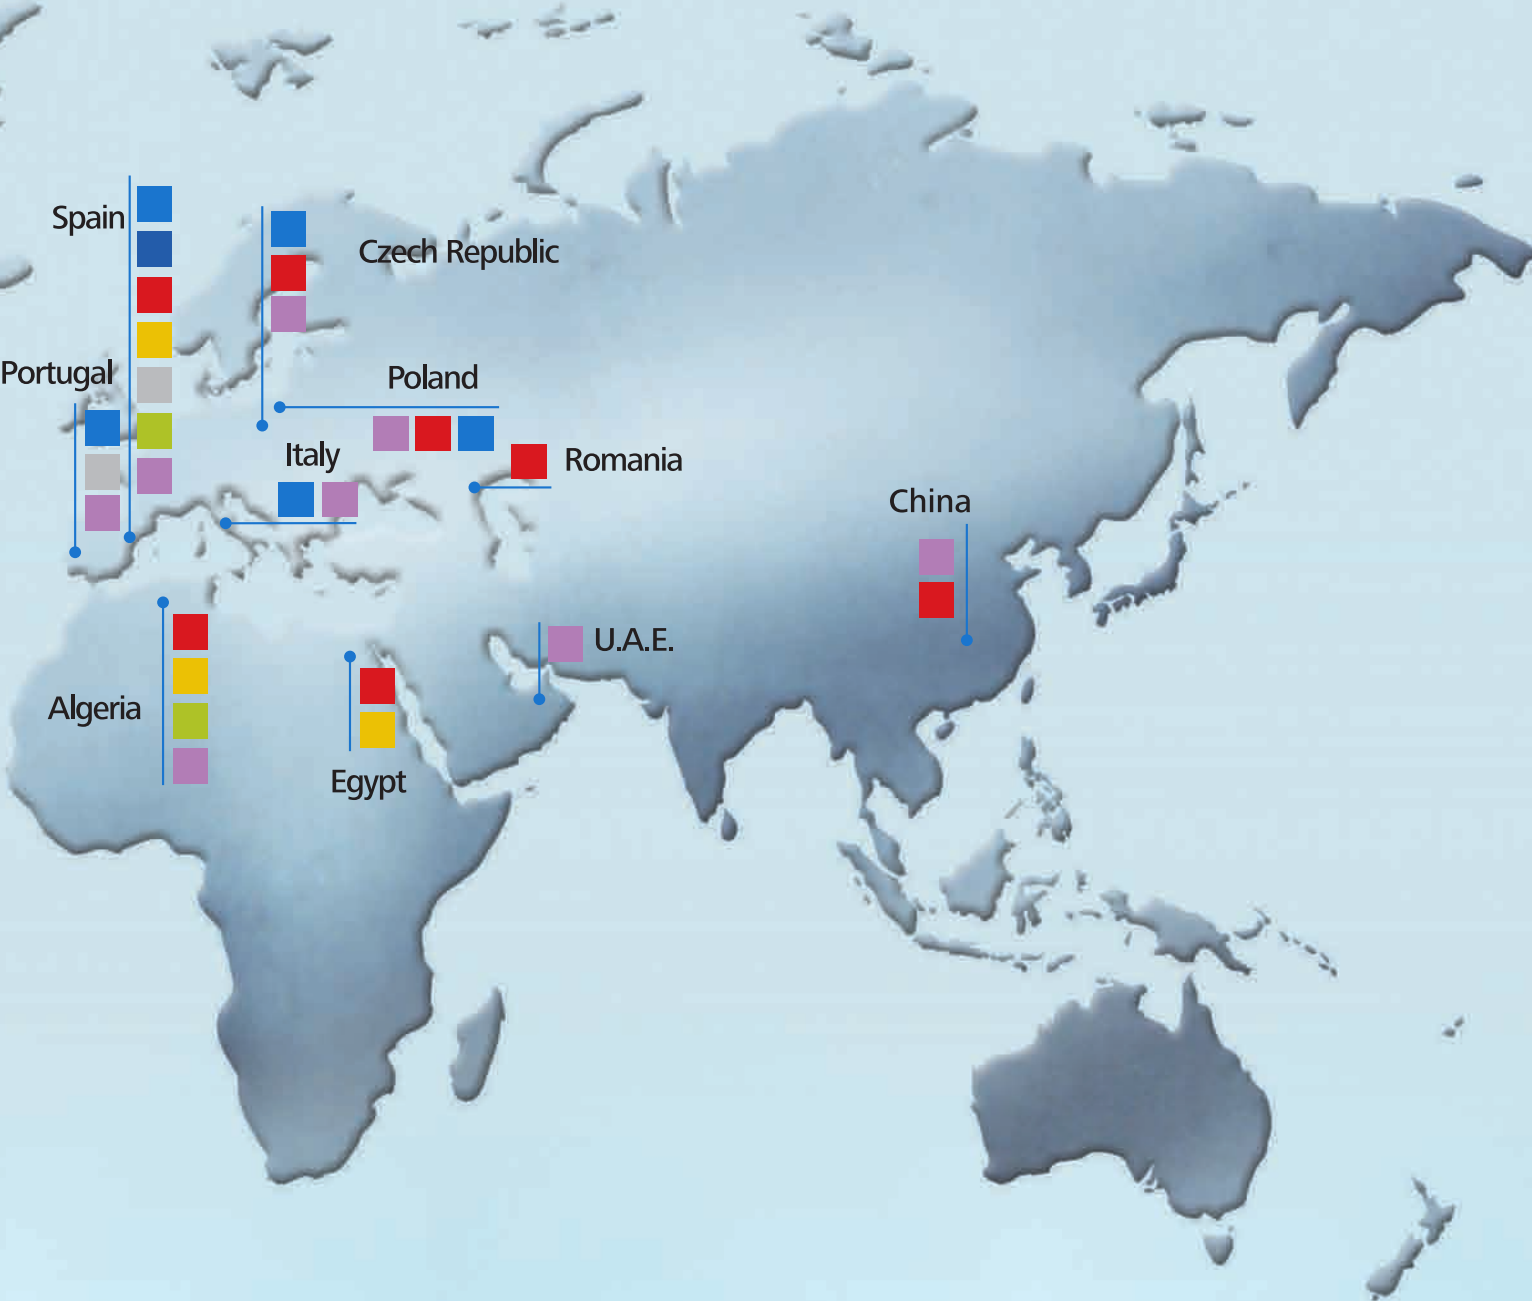 Spain
Czech Republic
Portugal
Poland
Italy
Romania
China
U.A.E.
Algeria
Egypt